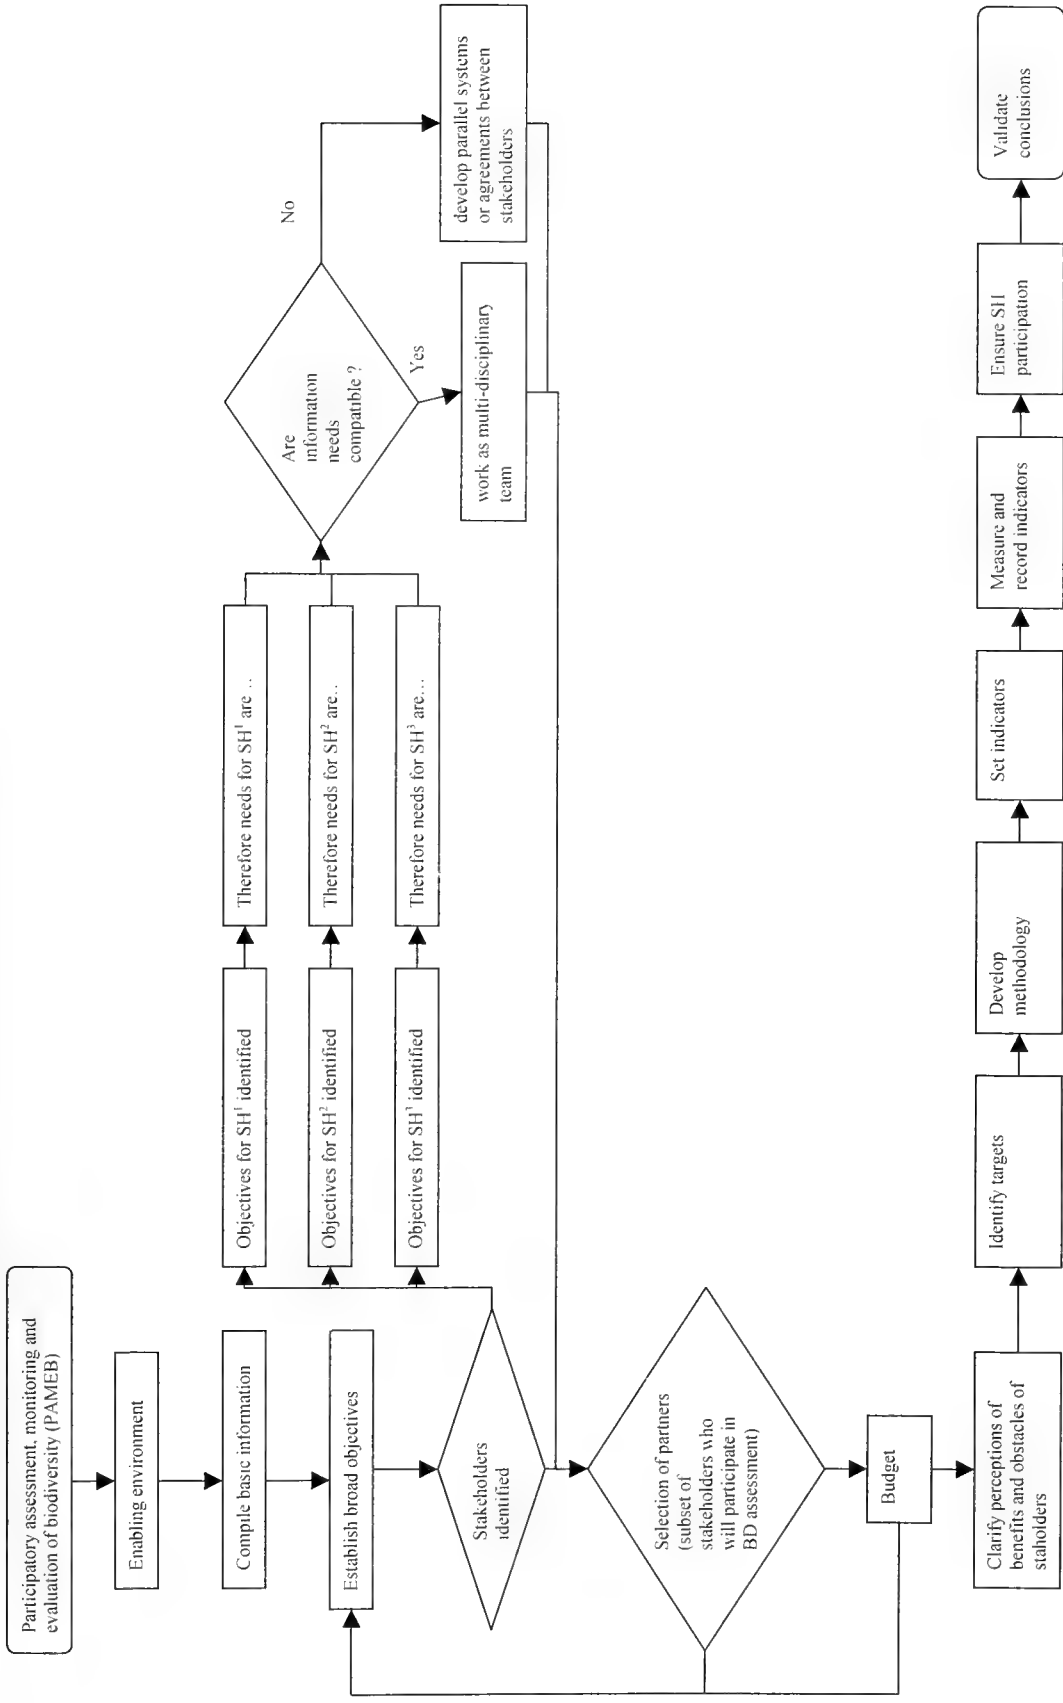 Participatory assessment, monitoring and
evaluation of biodiversity (PAMEB)
Enabling environment
Compile basic information
Establish broad objectives
Stakeholders
identified
Objectives for SH¹ identified
Objectives for SH² identified
Objectives for SH³ identified
Therefore needs for SH¹ are ..
Therefore needs for SH² are...
Therefore needs for SH³ are...
Are
information
needs
compatible ?
No
Yes
develop parallel systems
or agreements between
stakeholders
work as multi-disciplinary
team
Selection of partners
(subset of
stakeholders who
will participate in
BD assessment)
Budget
Clarify perceptions of
benefits and obstacles of
staholders
Identify targets
Develop
methodology
Set indicators
Measure and
record indicators
Ensure SH
participation
Validate
conclusions